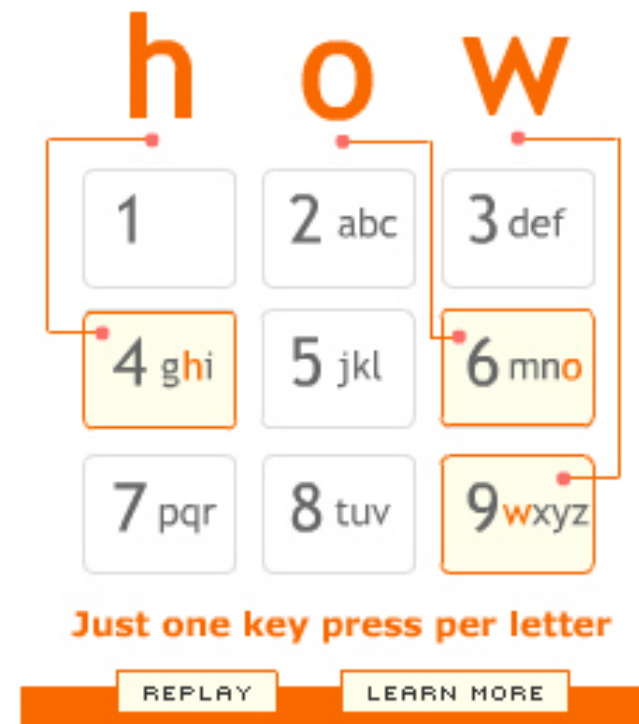 how
1 2 abc 3 def
4 ghi 5 jkl 6 mno
7 pqr 8 tuv 9 wxyz
Just one key press per letter
REPLAY LEARN MORE